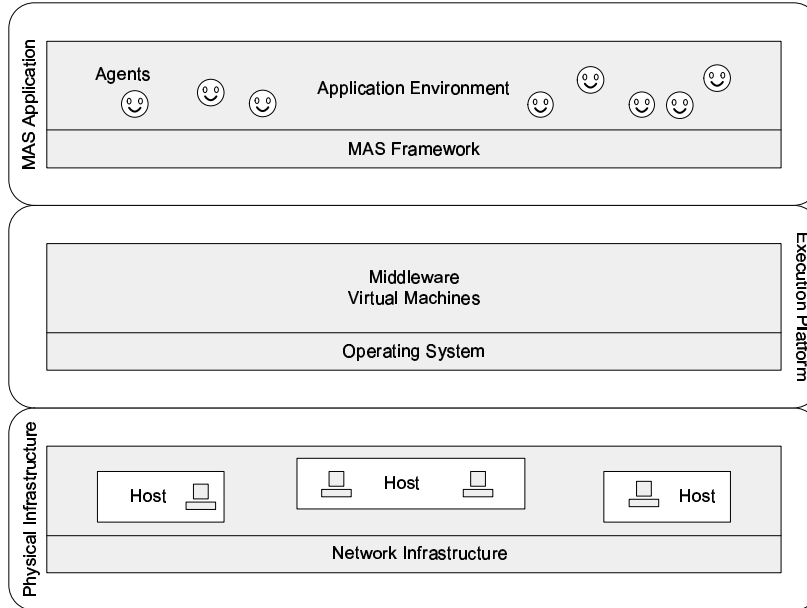 MAS Application
Agents
Application Environment
MAS Framework
Middleware
Virtual Machines
Operating System
Execution Platform
Physical Infrastructure
Host
Host
Host
Network Infrastructure